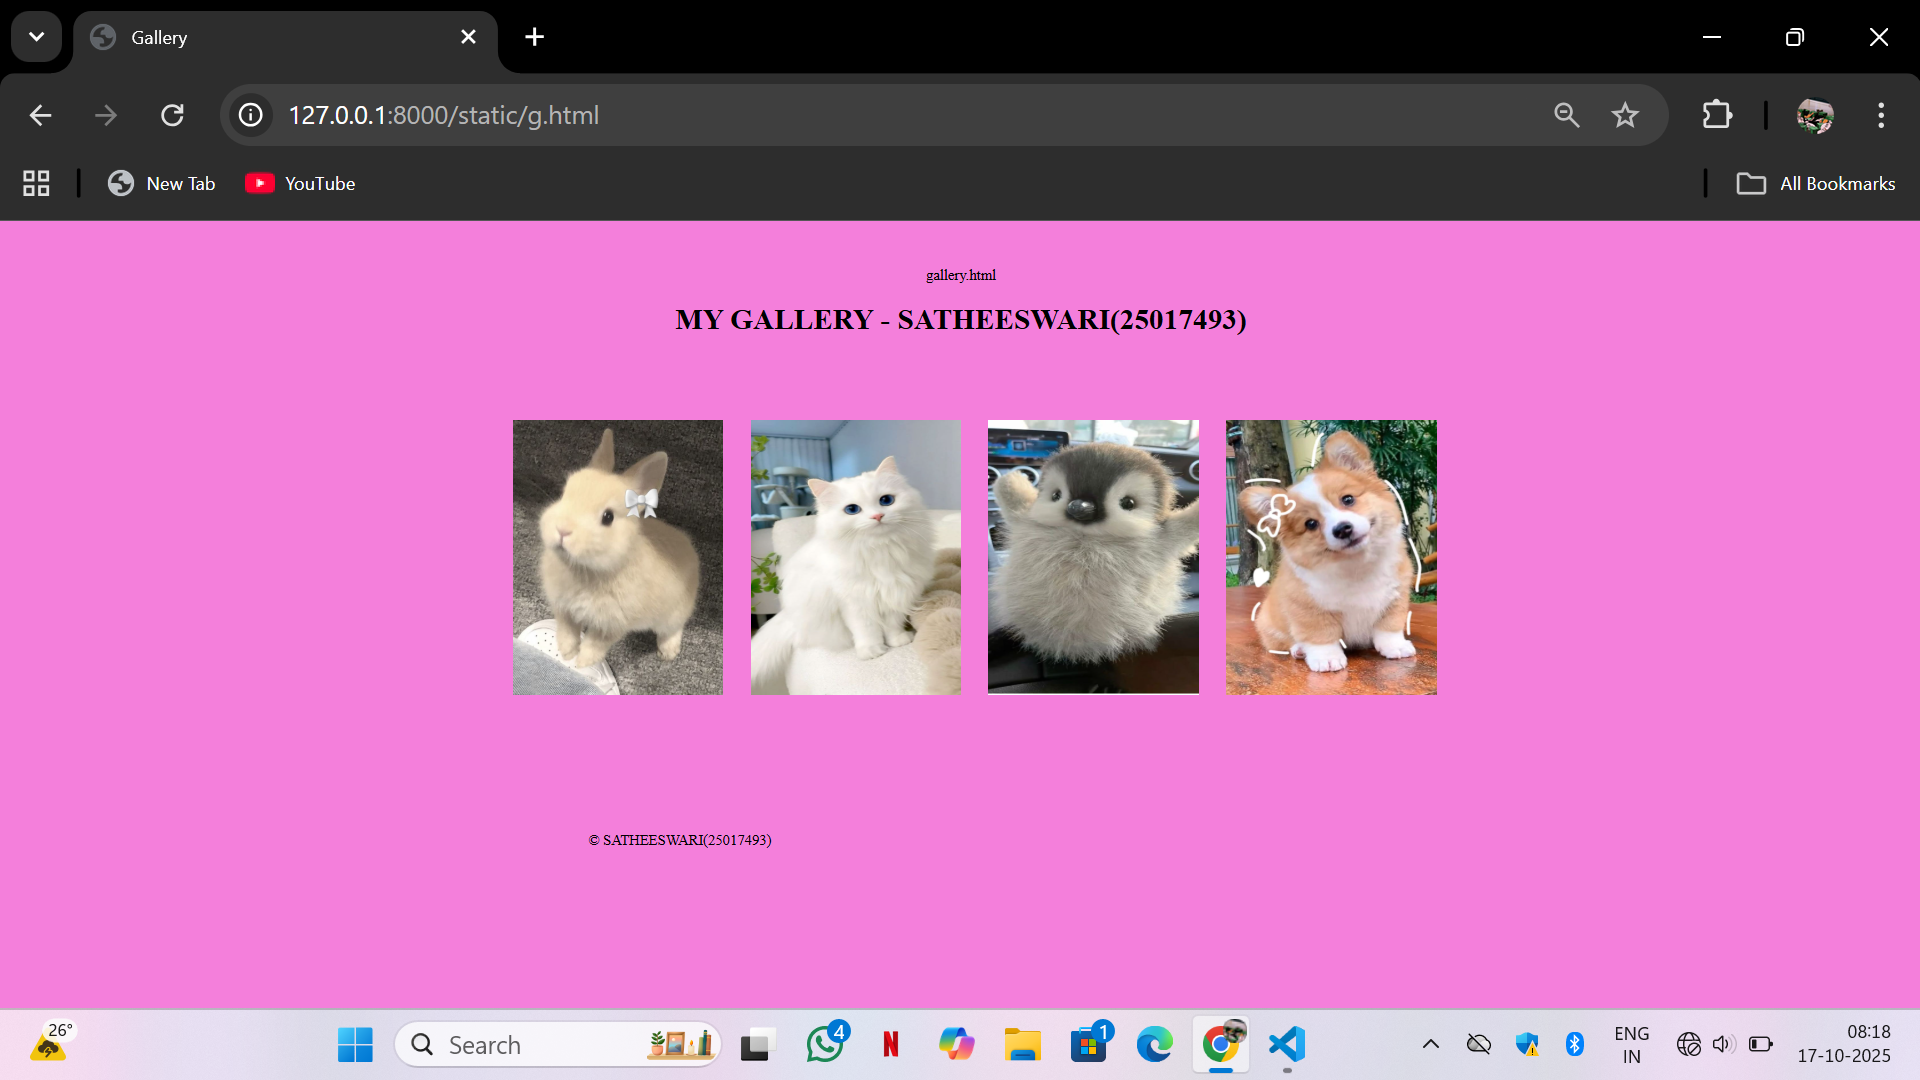 Gallery
127.0.0.1:8000/static/g.html
New Tab
YouTube
All Bookmarks
gallery.html
MY GALLERY - SATHEESWARI(25017493)
© SATHEESWARI(25017493)
26°
Search
4
N
1
ENG
IN
08:18
17-10-2025